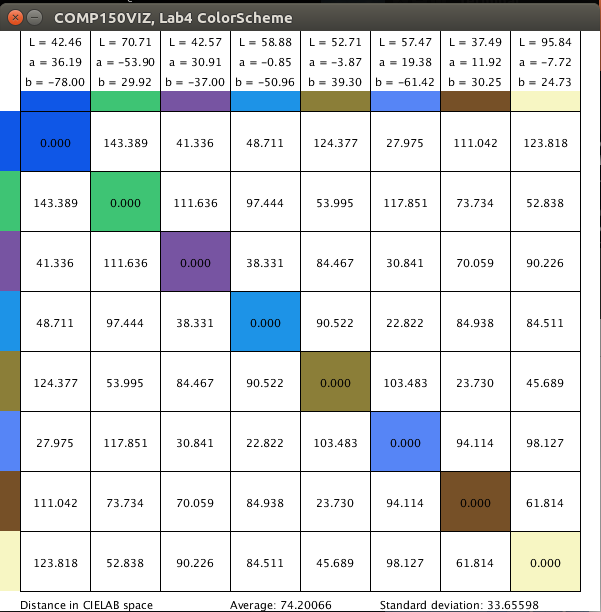 COMP150VIZ, Lab4 ColorScheme
L = 42.46 L = 70.71 L = 42.57 L = 58.88 L = 52.71 L = 57.47 L = 37.49 L = 95.84
a = 36.19 a = −53.90 a = 30.91 a = −0.85 a = −3.87 a = 19.38 a = 11.92 a = −7.72
b = −78.00 b = 29.92 b = −37.00 b = −50.96 b = 39.30 b = −61.42 b = 30.25 b = 24.73
0.000 143.389 41.336 48.711 124.377 27.975 111.042 123.818
143.389 0.000 111.636 97.444 53.995 117.851 73.734 52.838
41.336 111.636 0.000 38.331 84.467 30.841 70.059 90.226
48.711 97.444 38.331 0.000 90.522 22.822 84.938 84.511
124.377 53.995 84.467 90.522 0.000 103.483 23.730 45.689
27.975 117.851 30.841 22.822 103.483 0.000 94.114 98.127
111.042 73.734 70.059 84.938 23.730 94.114 0.000 61.814
123.818 52.838 90.226 84.511 45.689 98.127 61.814 0.000
Distance in CIELAB space Average: 74.20066 Standard deviation: 33.65598